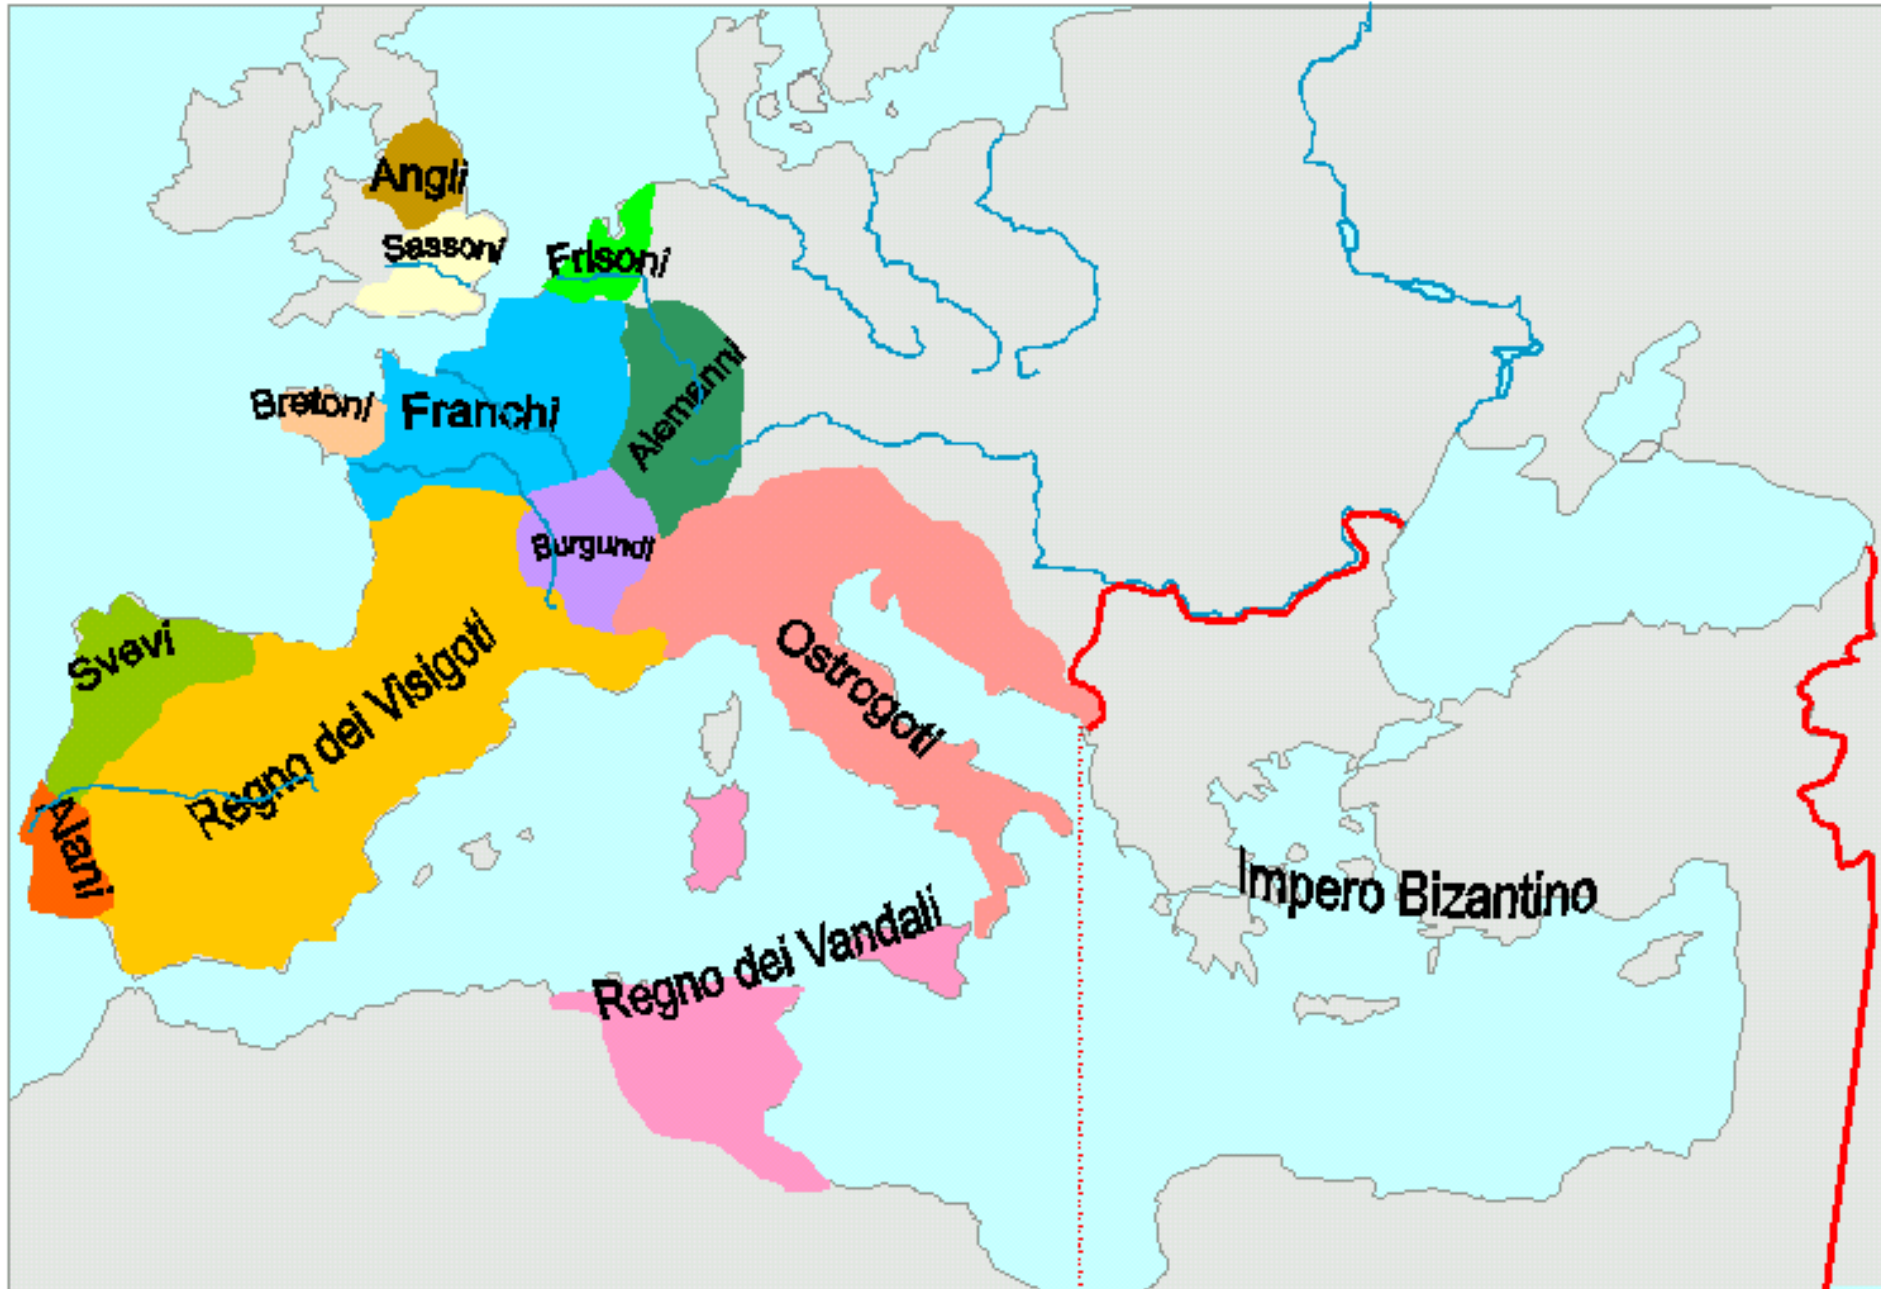 Angli
Sassoni
Frisoni
Bretoni
Franchi
Alemanni
Burgundi
Svevi
Regno dei Visigoti
Ostrogoti
Alani
Impero Bizantino
Regno dei Vandali